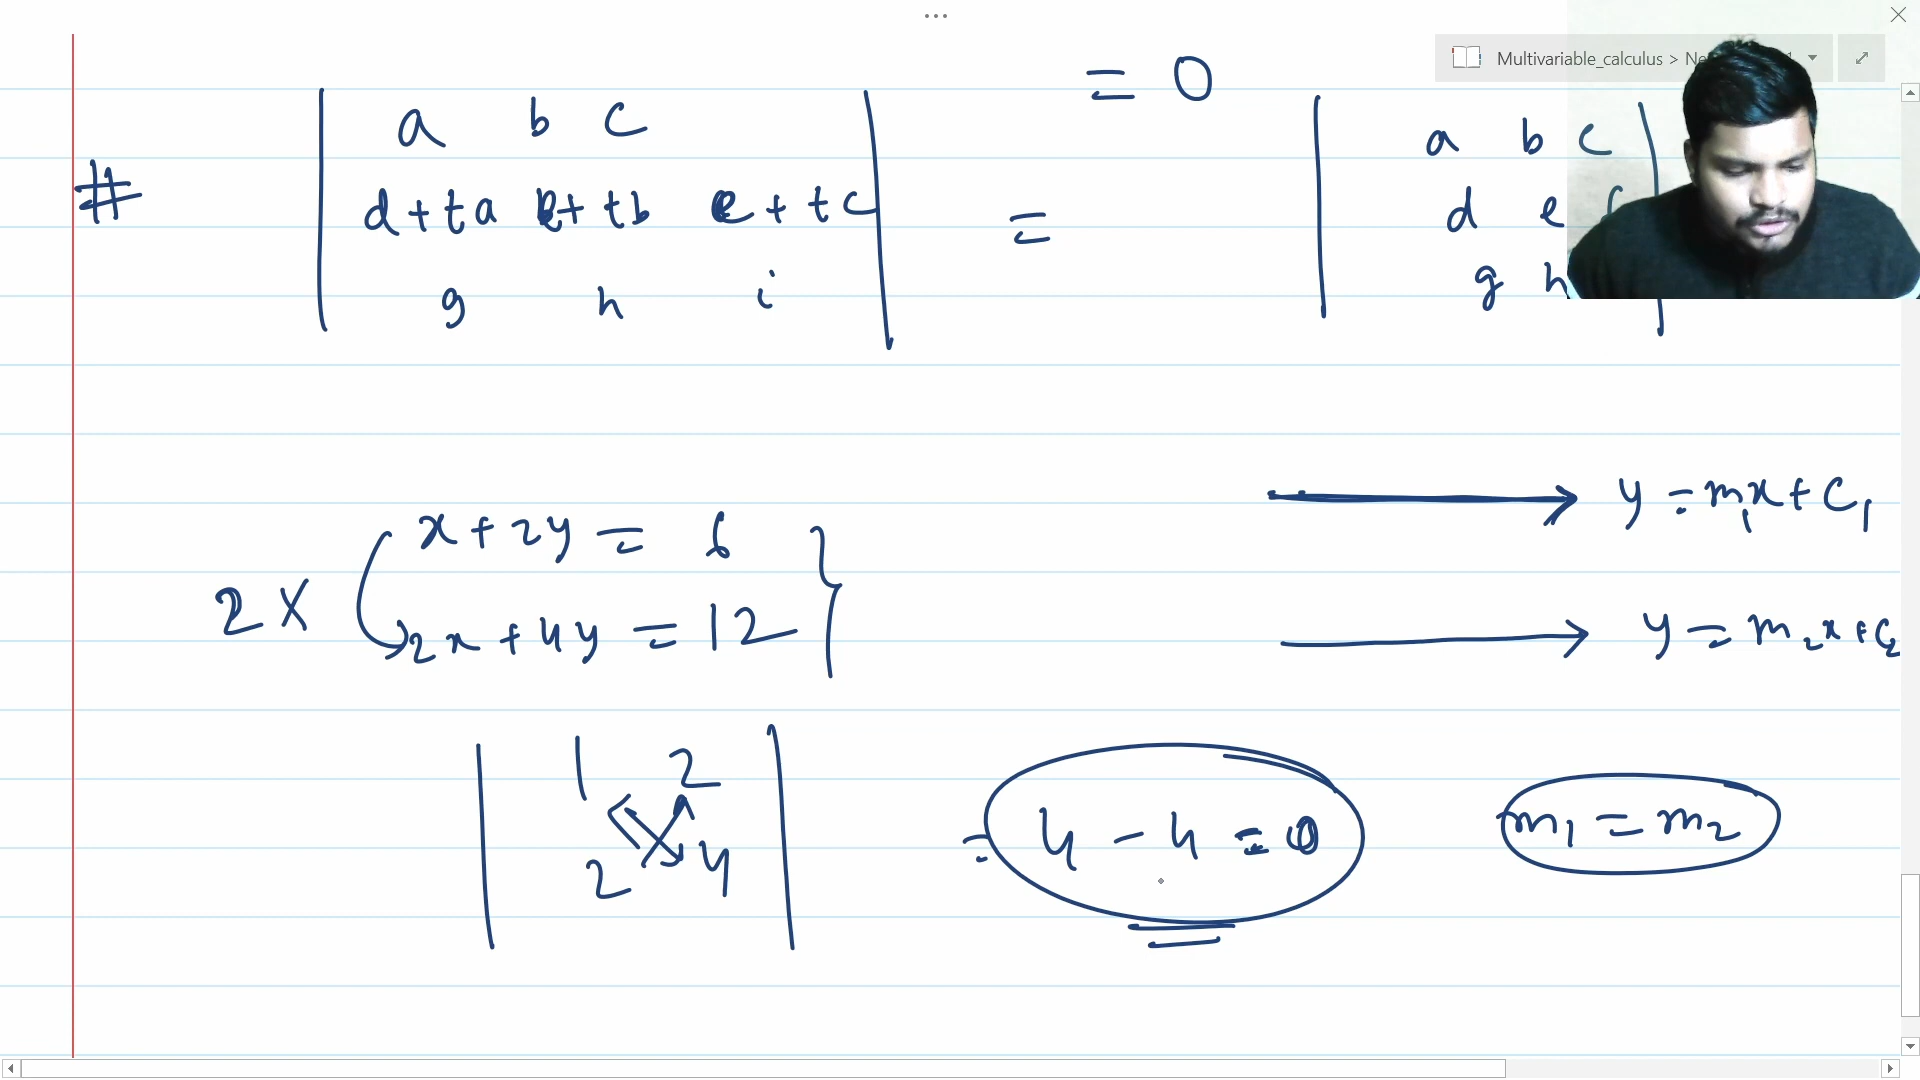 Multivariable_calculus > Ne
= 0
# | a b c | = | a b c |
| d+ta e+tb e+tc | | d e f |
| g h i | | g h |
x + 2y = 6
y = m₁x + C₁
2 X
2x + 4y = 12
y = m₂x + C₂
| 1 2 |
| 2 4 |
= 4 - 4 = 0
m₁ = m₂